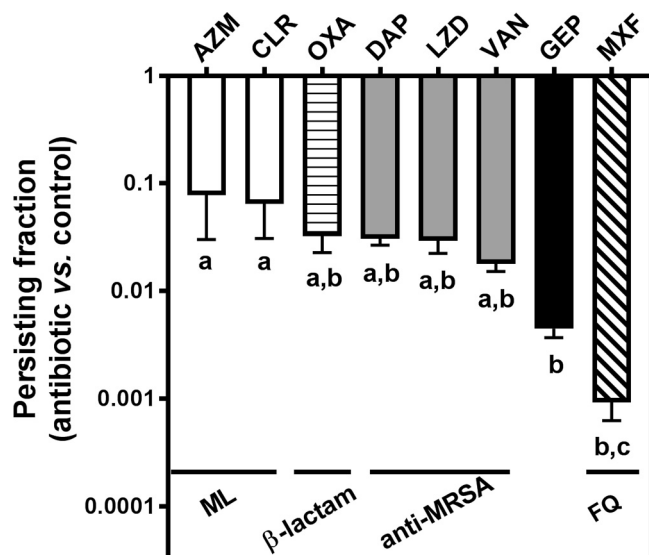 AZM CLR OXA DAP LZD VAN GEP MXF
Persisting fraction
(antibiotic vs. control)
1
0.1
0.01
0.001
0.0001
a a a,b a,b a,b a,b b b,c
ML β-lactam anti-MRSA FQ